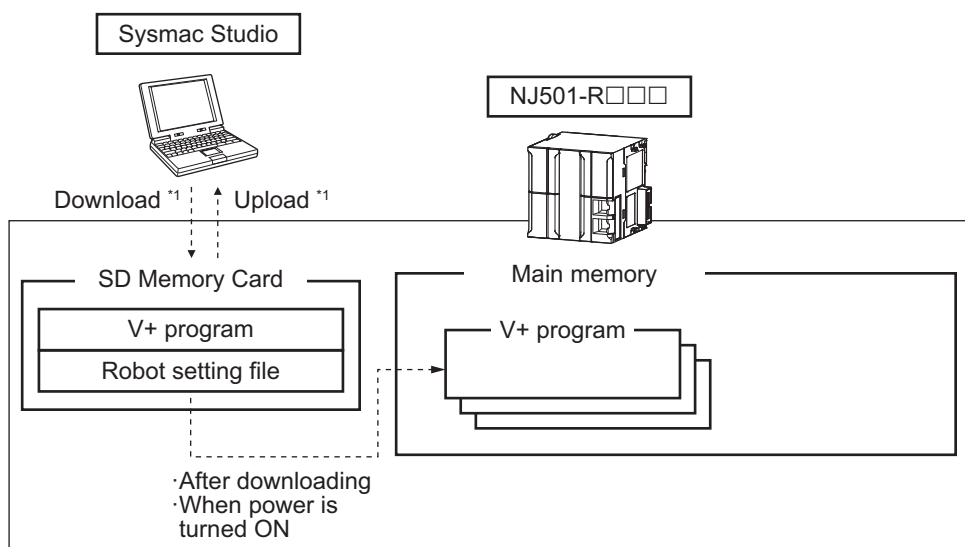 Sysmac Studio
NJ501-R□□□
Download *1
Upload *1
SD Memory Card
V+ program
Robot setting file
Main memory
V+ program
·After downloading
·When power is
turned ON